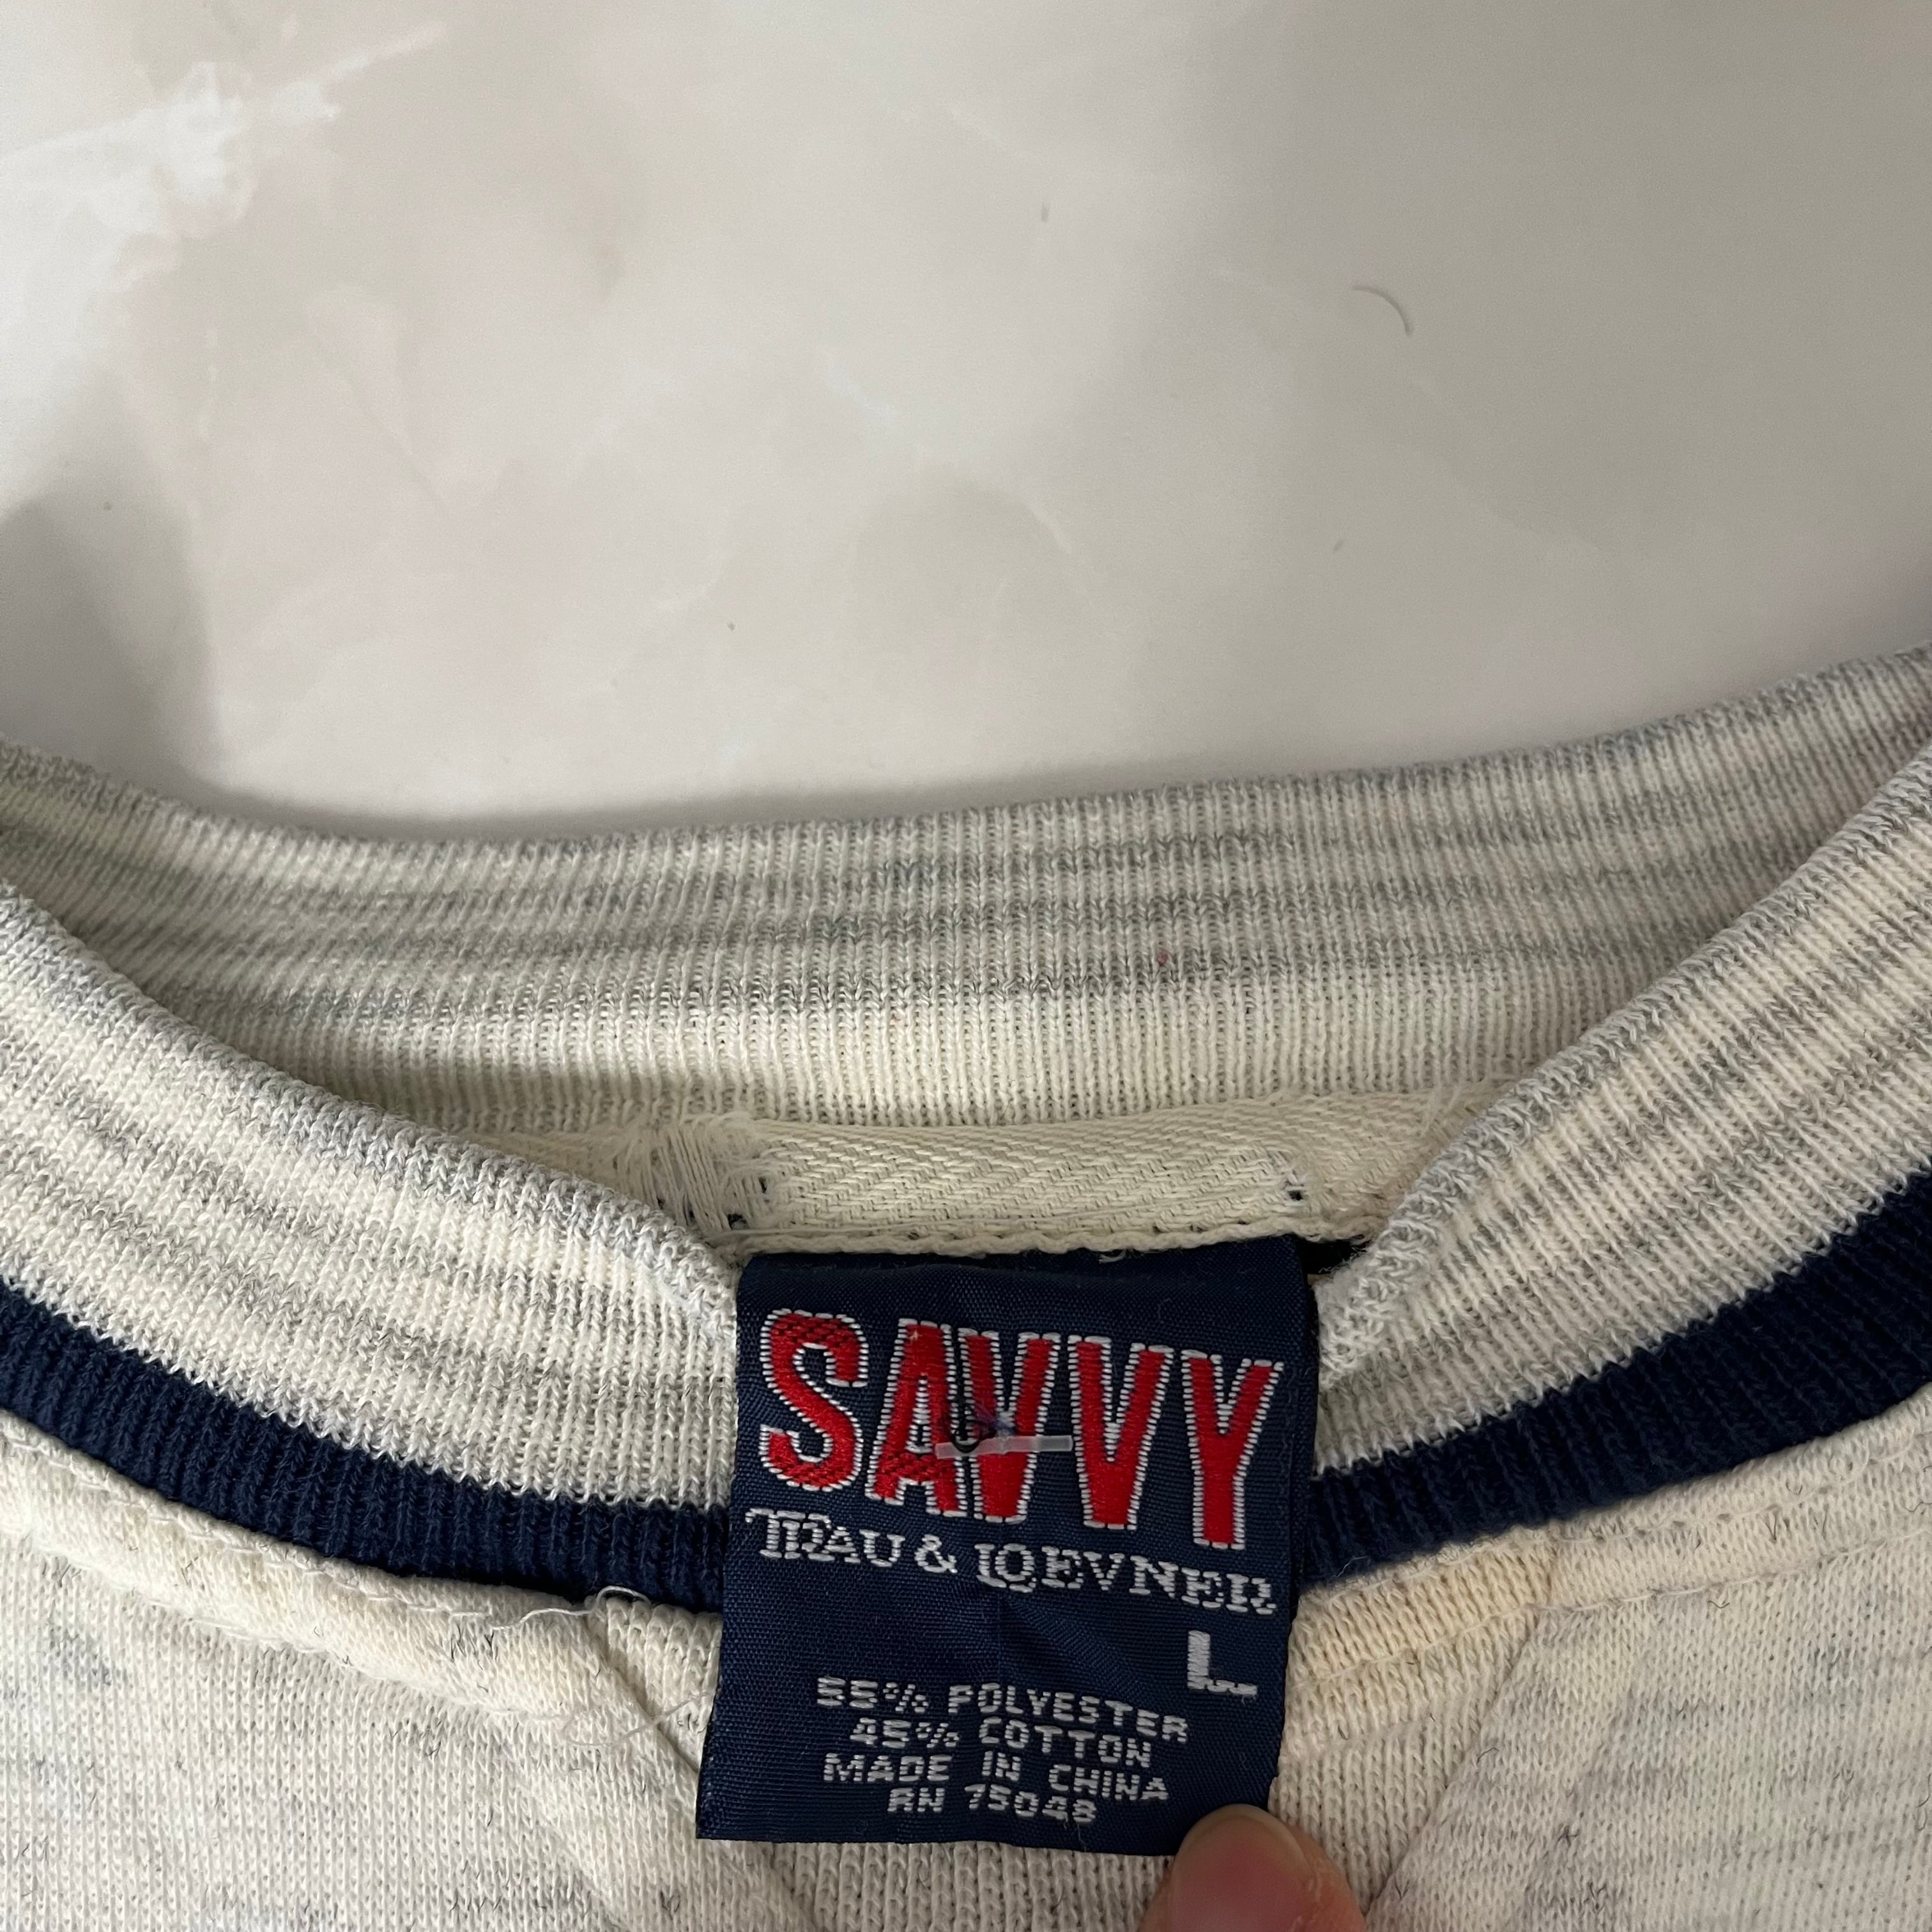 SAVVY
TRAU & LOEVNER
L
55% POLYESTER
45% COTTON
MADE IN CHINA
RN 75048